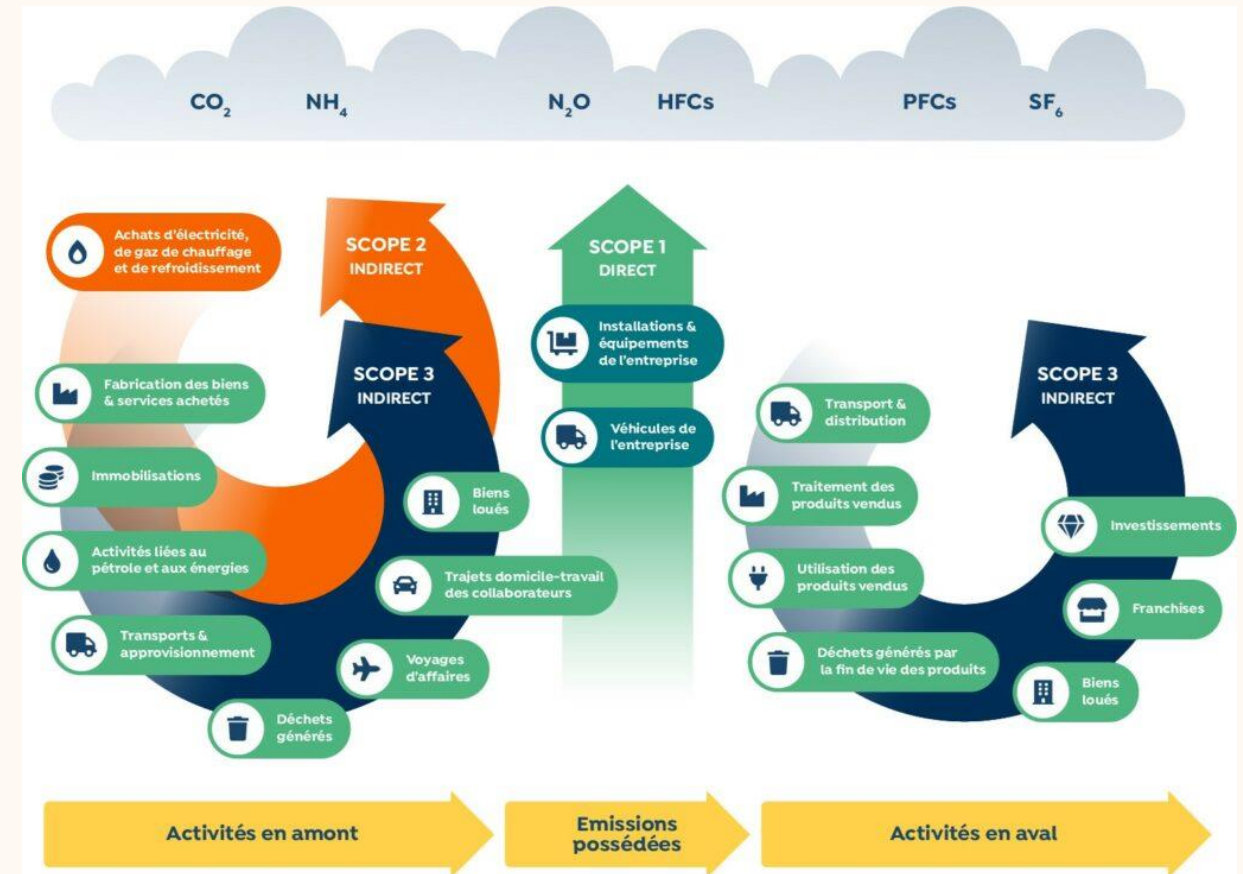 CO₂
NH₄
N₂O
HFCs
PFCs
SF₆
Achats d'électricité,
de gaz de chauffage
et de refroidissement
SCOPE 2
INDIRECT
SCOPE 3
INDIRECT
Fabrication des biens
& services achetés
Immobilisations
Activités liées au
pétrole et aux énergies
Transports &
approvisionnement
Déchets
générés
Voyages
d'affaires
Trajets domicile-travail
des collaborateurs
Biens
loués
SCOPE 1
DIRECT
Installations &
équipements
de l'entreprise
Véhicules de
l'entreprise
SCOPE 3
INDIRECT
Transport &
distribution
Traitement des
produits vendus
Utilisation des
produits vendus
Déchets générés par
la fin de vie des produits
Biens
loués
Franchises
Investissements
Activités en amont
Emissions
possédées
Activités en aval